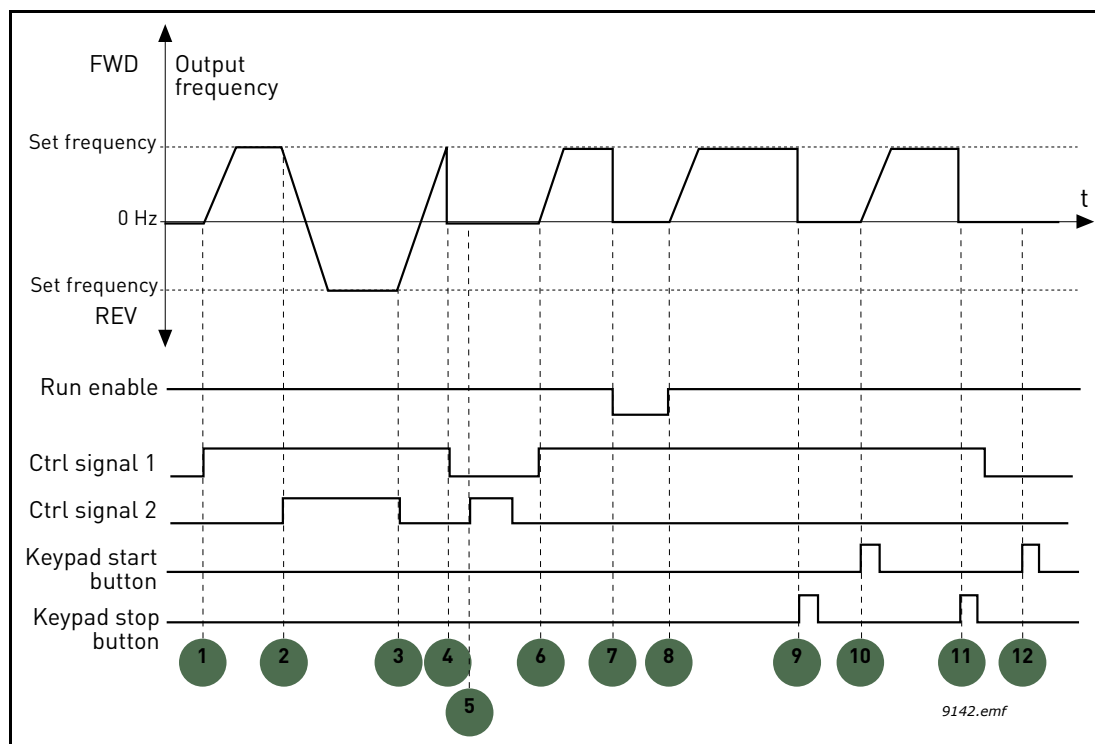 FWD
Output
frequency
Set frequency
0 Hz
t
Set frequency
REV
Run enable
Ctrl signal 1
Ctrl signal 2
Keypad start
button
Keypad stop
button
1 2 3 4 6 7 8 9 10 11 12
5
9142.emf